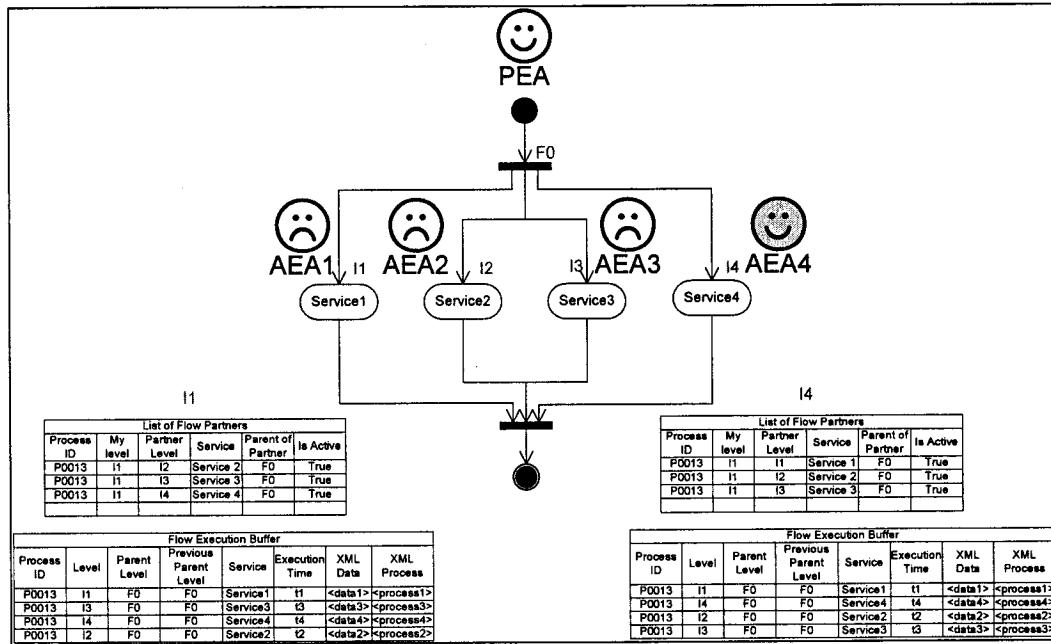 PEA
F0
AEA1 I1 AEA2 I2 I3 AEA3 I4 AEA4
Service1 Service2 Service3 Service4
I1
List of Flow Partners
Process ID My level Partner Level Service Parent of Partner Is Active
P0013 I1 I2 Service 2 F0 True
P0013 I1 I3 Service 3 F0 True
P0013 I1 I4 Service 4 F0 True
I4
List of Flow Partners
Process ID My level Partner Level Service Parent of Partner Is Active
P0013 I1 I1 Service 1 F0 True
P0013 I1 I2 Service 2 F0 True
P0013 I1 I3 Service 3 F0 True
Flow Execution Buffer
Process ID Level Parent Level Previous Parent Level Service Execution Time XML Data XML Process
P0013 I1 F0 F0 Service1 t1 <data1> <process1>
P0013 I3 F0 F0 Service3 t3 <data3> <process3>
P0013 I4 F0 F0 Service4 t4 <data4> <process4>
P0013 I2 F0 F0 Service2 t2 <data2> <process2>
Flow Execution Buffer
Process ID Level Parent Level Previous Parent Level Service Execution Time XML Data XML Process
P0013 I1 F0 F0 Service1 t1 <data1> <process1>
P0013 I4 F0 F0 Service4 t4 <data4> <process4>
P0013 I2 F0 F0 Service2 t2 <data2> <process2>
P0013 I3 F0 F0 Service3 t3 <data3> <process3>